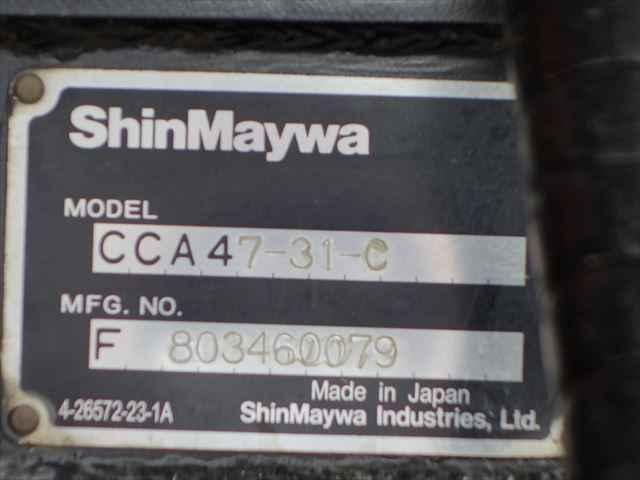 ShinMaywa
MODEL
CCA47-31-C
MFG. NO.
F 803460079
Made in Japan
4-26572-23-1A
ShinMaywa Industries, Ltd.